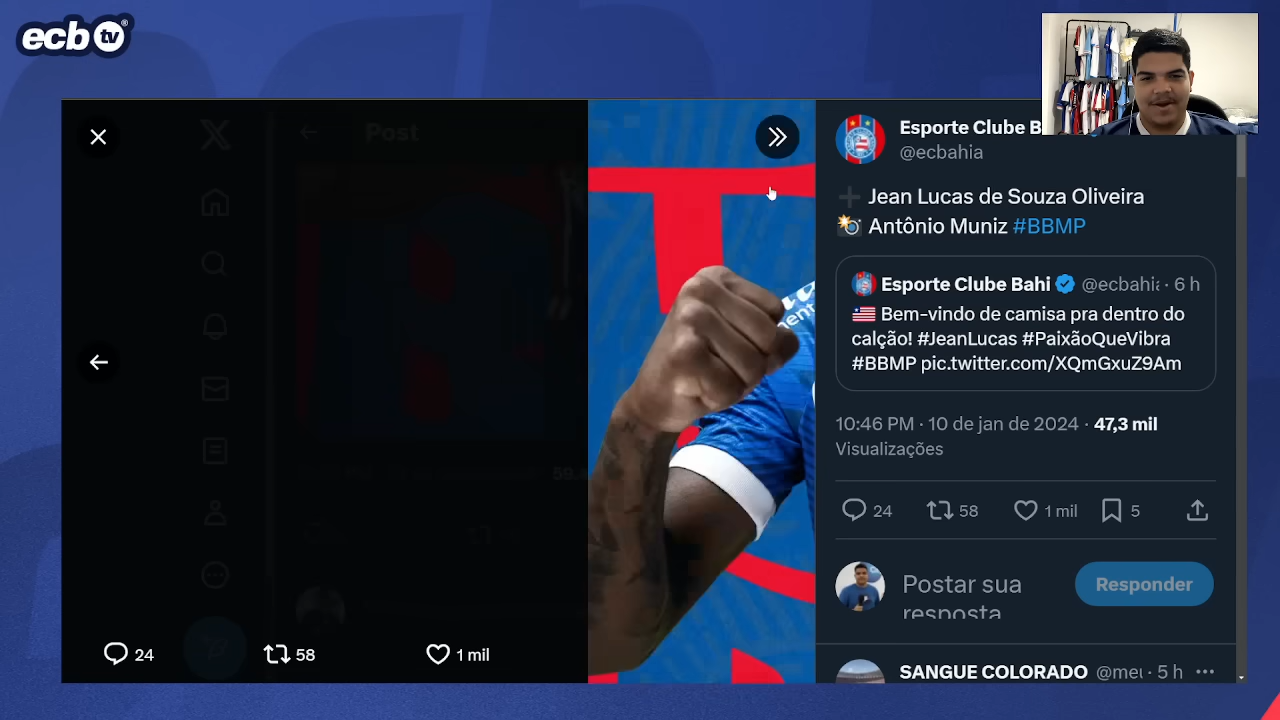 ecb tv
Post
Esporte Clube B
@ecbahia
Jean Lucas de Souza Oliveira
Antônio Muniz #BBMP
Esporte Clube Bahi @ecbahia · 6 h
Bem-vindo de camisa pra dentro do
calção! #JeanLucas #PaixãoQueVibra
#BBMP pic.twitter.com/XQmGxuZ9Am
10:46 PM · 10 de jan de 2024 · 47,3 mil
Visualizações
24 58 1 mil 5
Postar sua
resposta
Responder
24 58 1 mil
SANGUE COLORADO @meu · 5 h